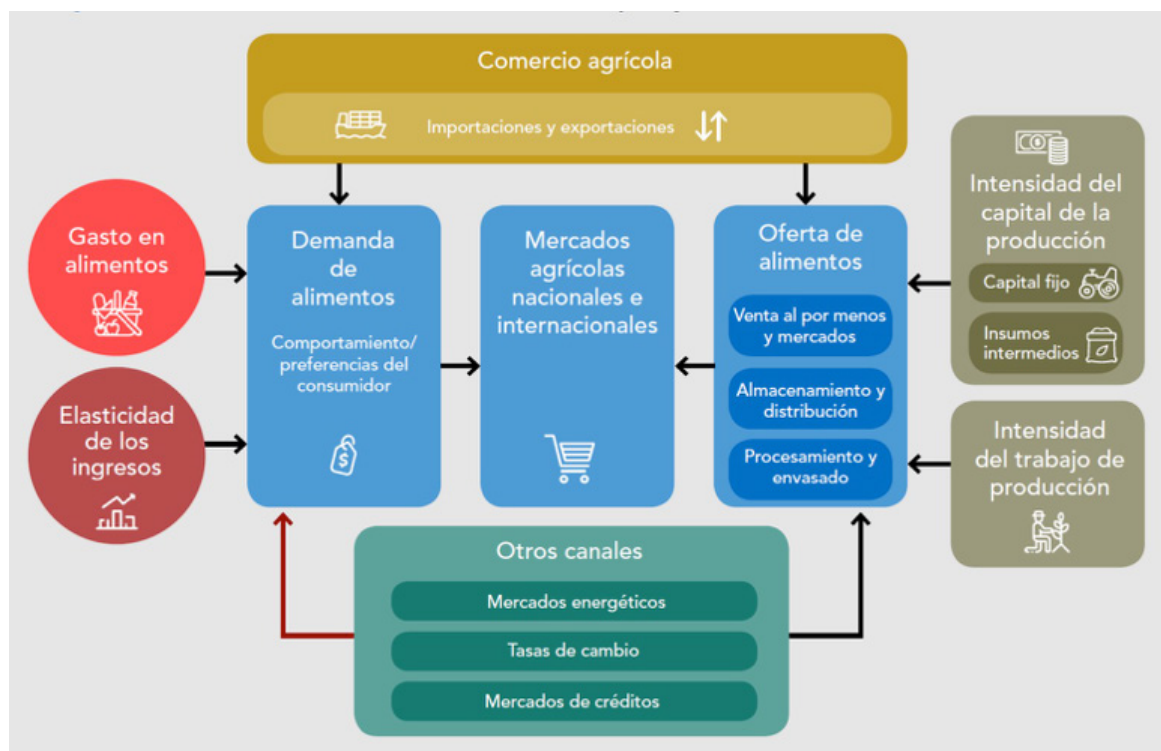 Comercio agrícola
Importaciones y exportaciones
Gasto en
alimentos
Elasticidad
de los
ingresos
Demanda
de
alimentos
Comportamiento/
preferencias del
consumidor
$
Mercados
agrícolas
nacionales e
internacionales
Oferta de
alimentos
Venta al por menos
y mercados
Almacenamiento y
distribución
Procesamiento y
envasado
Intensidad del
capital de la
producción
Capital fijo
Insumos
intermedios
Intensidad
del trabajo de
producción
Otros canales
Mercados energéticos
Tasas de cambio
Mercados de créditos